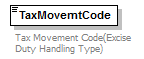 TaxMovemtCode
Tax Movement Code(Excise
Duty Handling Type)